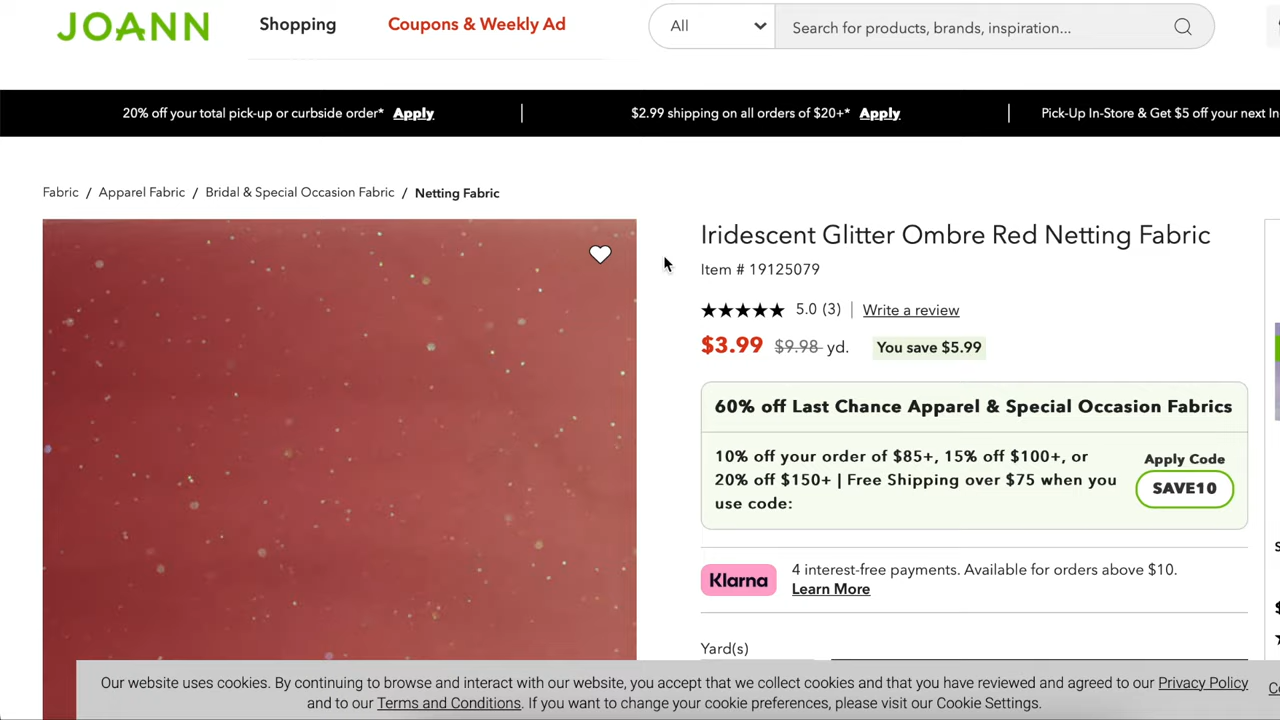 JOANN
Shopping
Coupons & Weekly Ad
All
Search for products, brands, inspiration...
20% off your total pick-up or curbside order* Apply
$2.99 shipping on all orders of $20+* Apply
Pick-Up In-Store & Get $5 off your next In
Fabric / Apparel Fabric / Bridal & Special Occasion Fabric / Netting Fabric
Iridescent Glitter Ombre Red Netting Fabric
Item # 19125079
5.0 (3) | Write a review
$3.99 $9.98 yd. You save $5.99
60% off Last Chance Apparel & Special Occasion Fabrics
10% off your order of $85+, 15% off $100+, or
20% off $150+ | Free Shipping over $75 when you
use code:
Apply Code
SAVE10
Klarna
4 interest-free payments. Available for orders above $10.
Learn More
Yard(s)
Our website uses cookies. By continuing to browse and interact with our website, you accept that we collect cookies and that you have reviewed and agreed to our Privacy Policy
and to our Terms and Conditions. If you want to change your cookie preferences, please visit our Cookie Settings.